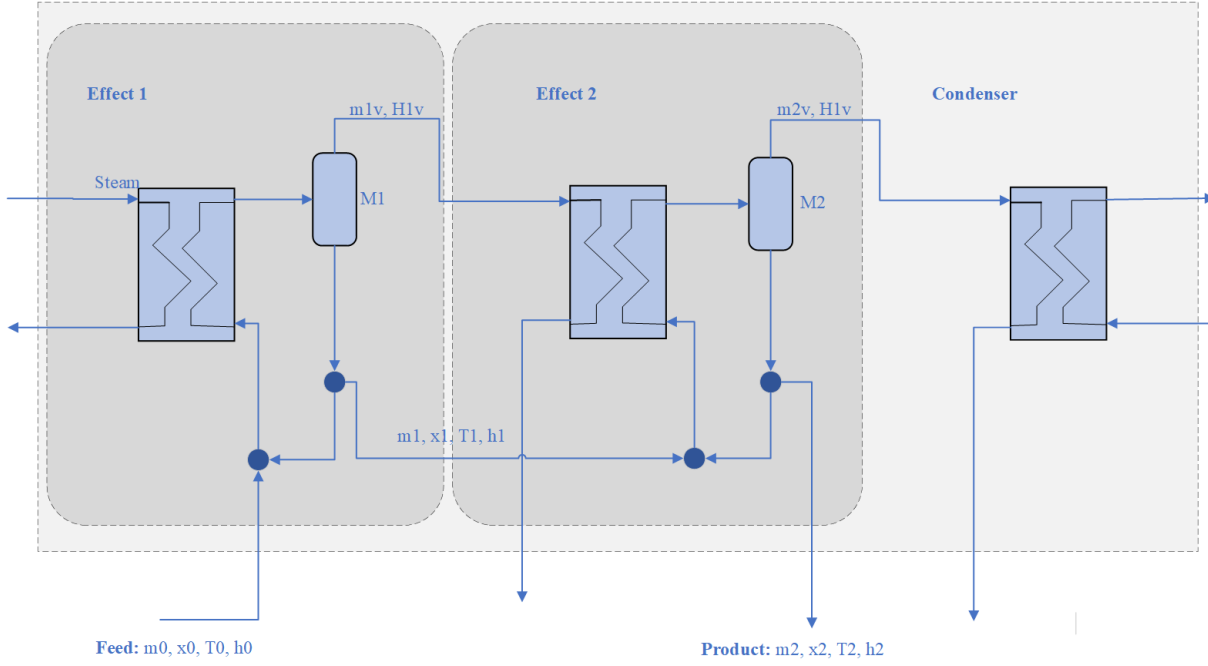 Effect 1
Effect 2
Condenser
m1v, H1v
m2v, H1v
Steam
M1
M2
m1, x1, T1, h1
Feed: m0, x0, T0, h0
Product: m2, x2, T2, h2